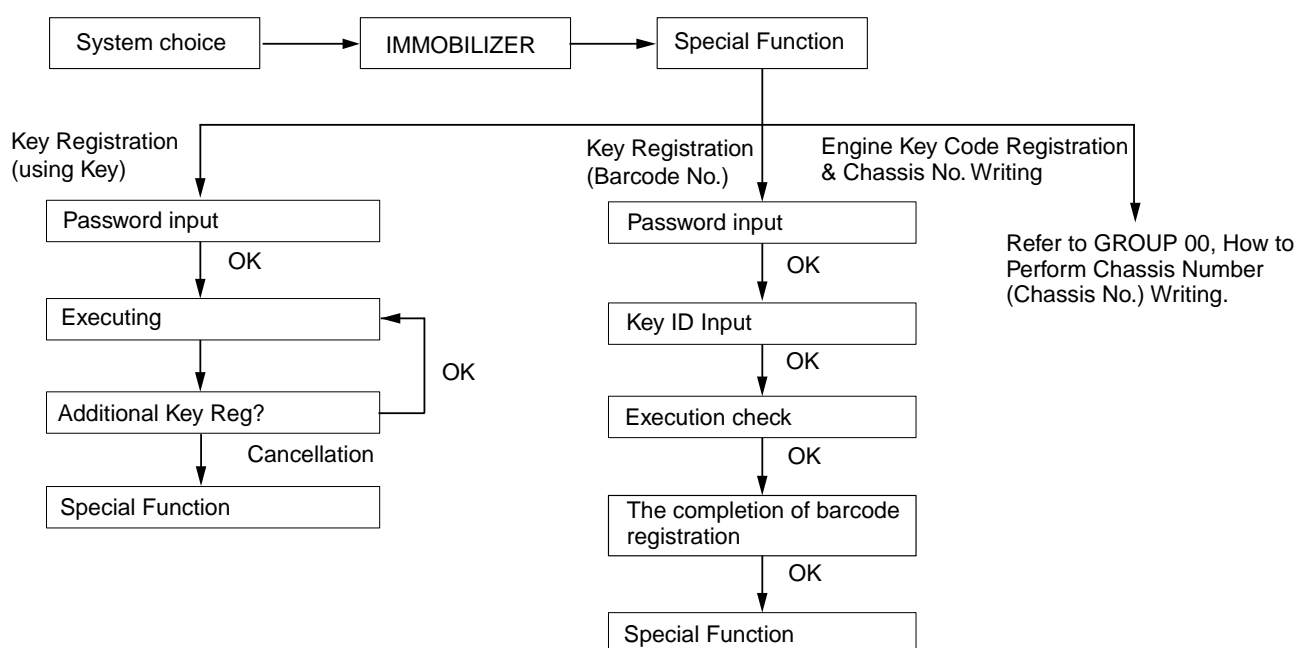 System choice
IMMOBILIZER
Special Function
Key Registration
(using Key)
Key Registration
(Barcode No.)
Engine Key Code Registration
& Chassis No. Writing
Password input
OK
Executing
OK
Additional Key Reg?
Cancellation
Special Function
Password input
OK
Key ID Input
OK
Execution check
OK
The completion of barcode
registration
OK
Special Function
Refer to GROUP 00, How to
Perform Chassis Number
(Chassis No.) Writing.